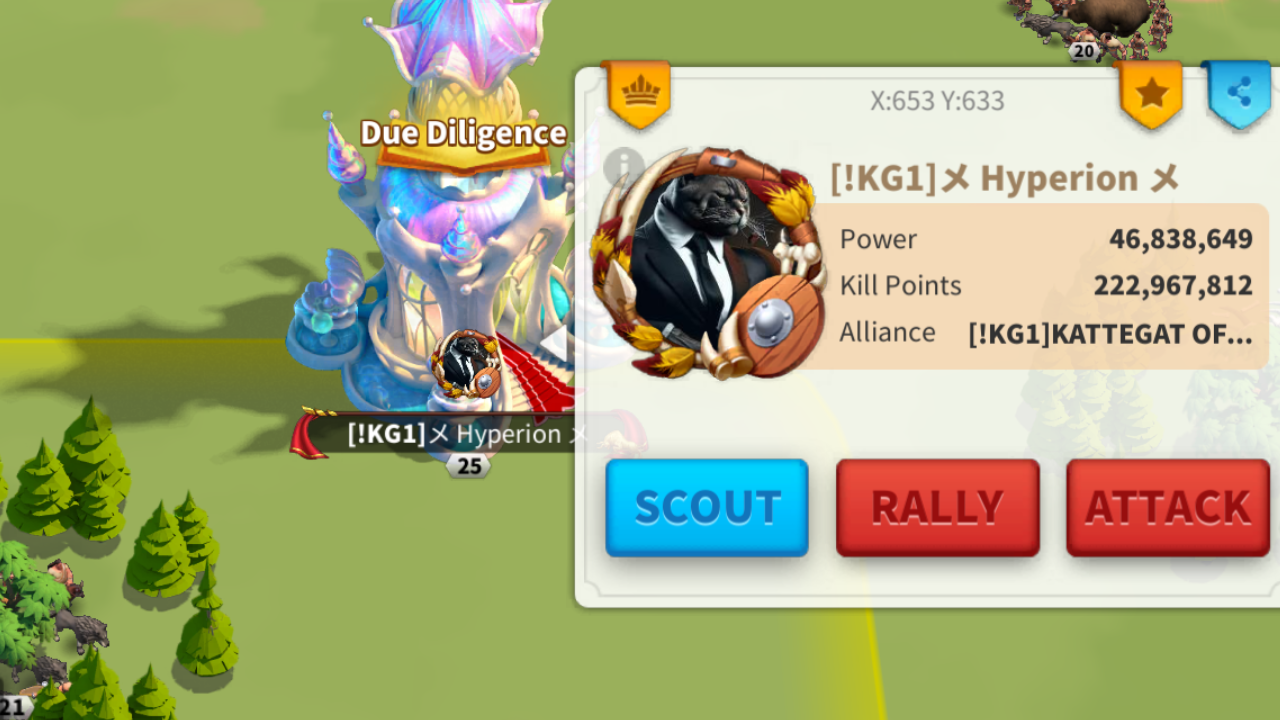 20
X:653 Y:633
Due Diligence
[!KG1]メ Hyperion メ
Power 46,838,649
Kill Points 222,967,812
Alliance [!KG1]KATTEGAT OF...
[!KG1]メ Hyperion メ
25
SCOUT RALLY ATTACK
21